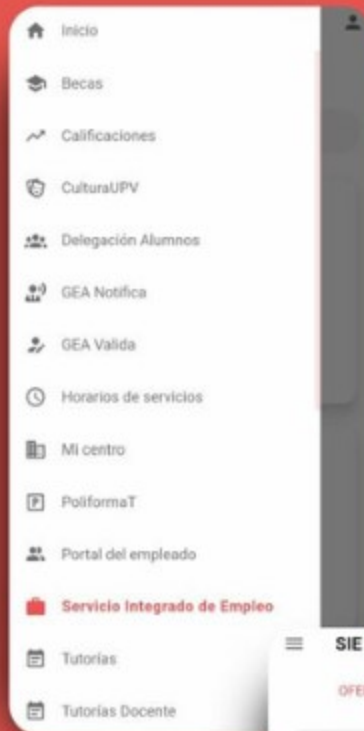 Inicio
Becas
Calificaciones
CulturaUPV
Delegación Alumnos
GEA Notifica
GEA Valida
Horarios de servicios
Mi centro
P PoliformaT
Portal del empleado
Servicio Integrado de Empleo
Tutorías
Tutorías Docente
SIE